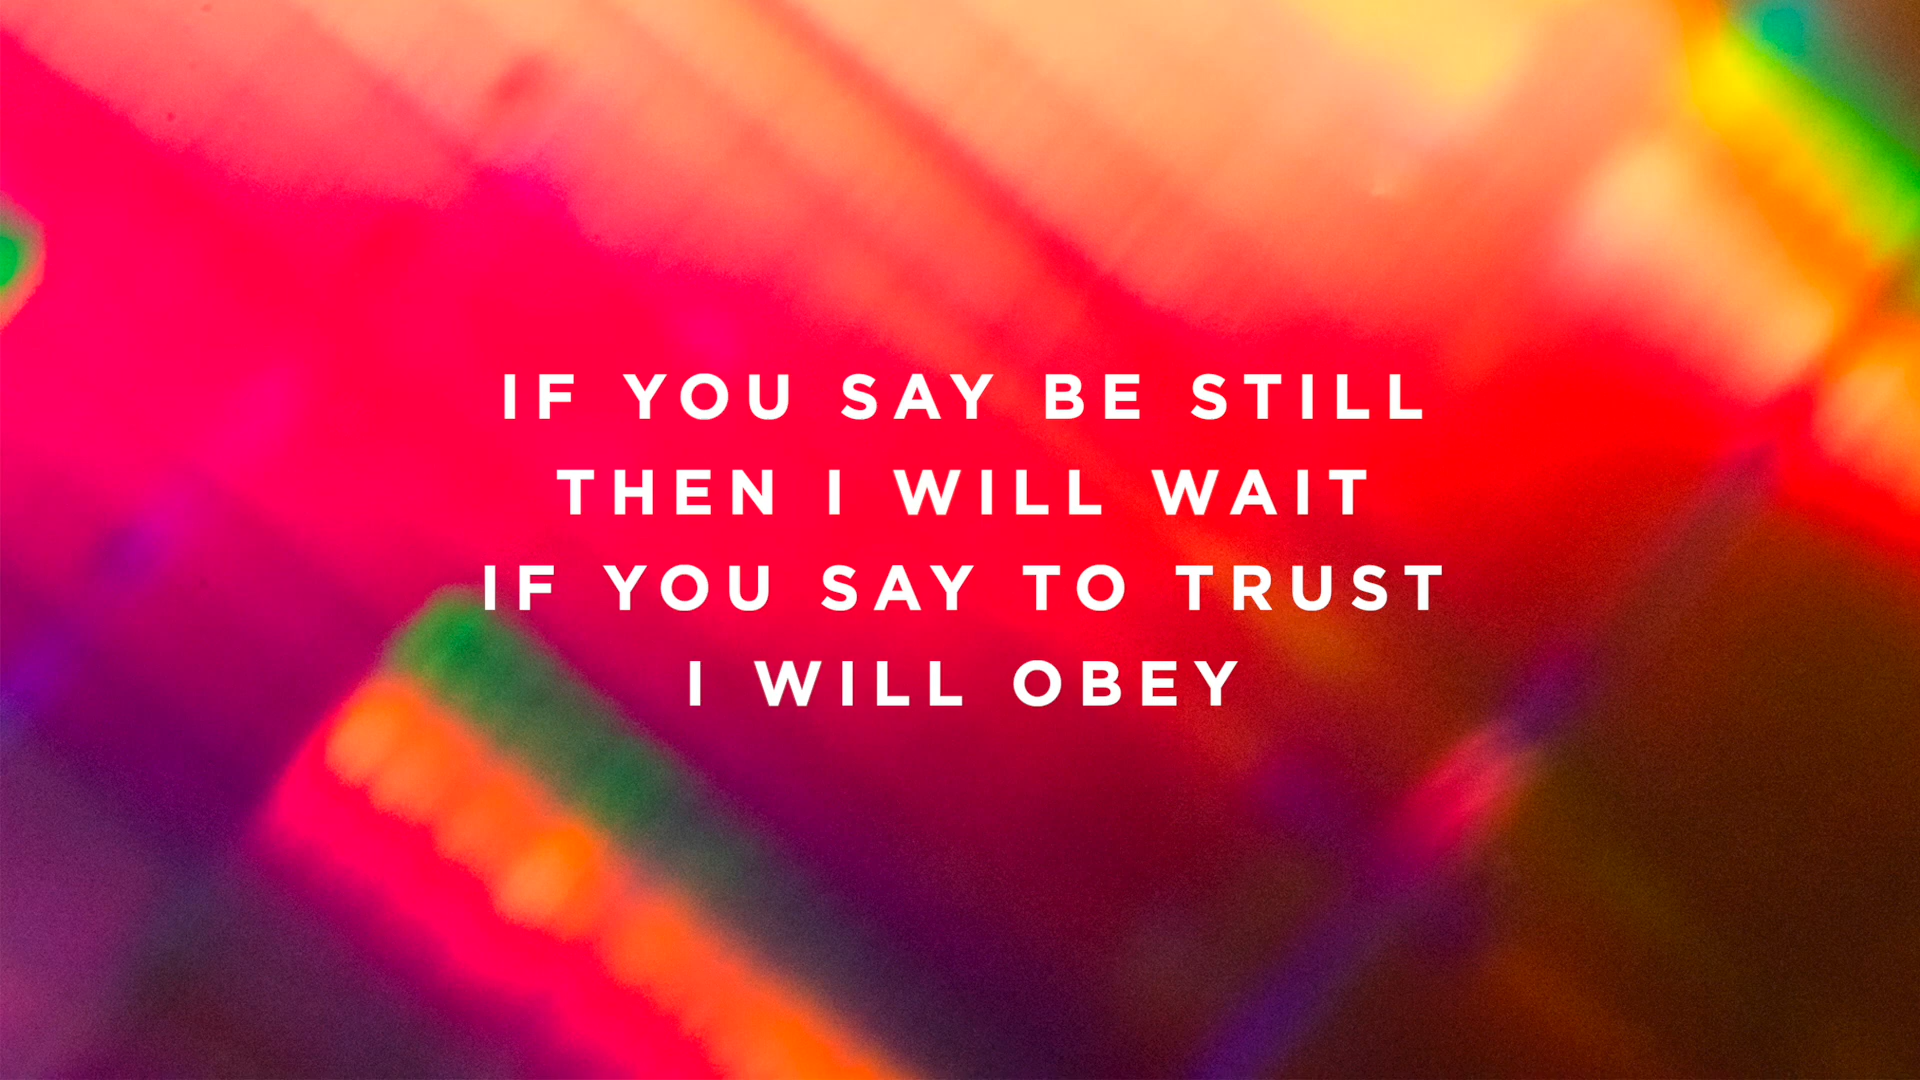 IF YOU SAY BE STILL
THEN I WILL WAIT
IF YOU SAY TO TRUST
I WILL OBEY